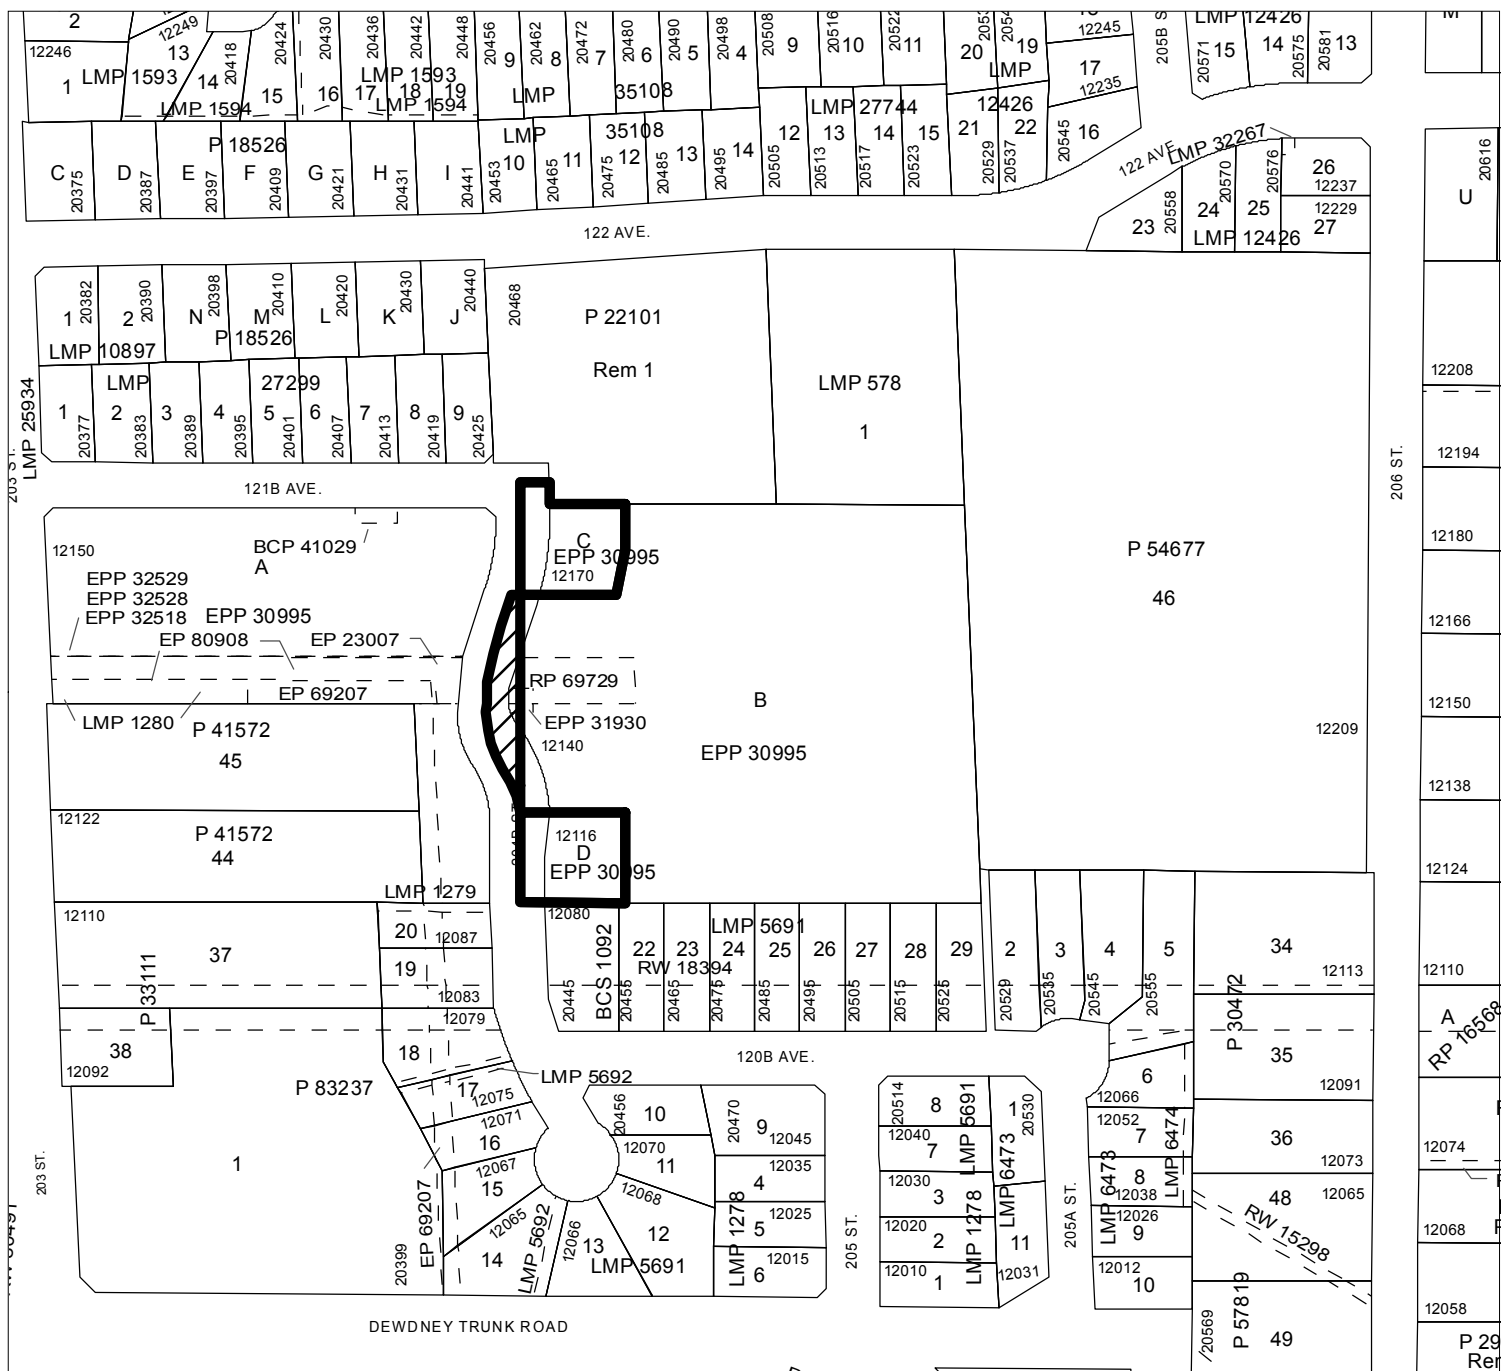 2 12249 13 20418 20424 20430 20436 20442 20448 20456 20462 20472 20480 20490 20498 20508 20516 20571 12426 20575 20581
12246 1 LMP 1593 14 15 16 17 18 19 LMP 1593 9 8 7 6 5 4 9 10 11 20 19 LMP 12245 205B 15 14 13
LMP 1594 LMP 1594 LMP 35108 LMP 27744 12426 17 12235
P 18526 LMP 35108 21 22 16
C D E F G H I 10 11 12 13 14 12 13 14 15
20375 20387 20397 20409 20421 20431 20441 20453 20465 20475 20485 20495 20505 20513 20517 20523 20529 20537 20545
122 AVE. LMP 32267 26 12237
20558 20570 20576 12229
23 24 25 27
LMP 12426
U 20616
122 AVE.
20382 20390 20398 20410 20420 20430 20440 20468
1 2 N M L K J P 22101
LMP 10897 P 18526 Rem 1
LMP 578
1
12208
LMP 25934 LMP 27299
1 2 3 4 5 6 7 8 9
20377 20383 20389 20395 20401 20407 20413 20419 20425
203 ST. 206 ST.
12194
121B AVE.
12150 BCP 41029
A
C
EPP 30995
12170
P 54677
46
12180
EPP 32529
EPP 32528
EPP 32518 EPP 30995
12166
EP 80908 EP 23007
EP 69207 RP 69729 B
12150
LMP 1280 P 41572 EPP 31930
45 12140 EPP 30995
12209
12138
12122 P 41572
44
12116
D
EPP 30995
12124
LMP 1279
12110 37 20 12087
19 12083
12079
P 33111
12080 BCS 1092
20445 20455 20465 20475 20485 20495 20505 20515 20525
LMP 5691
22 23 24 25 26 27 28 29
RW 18394
2 3 4 5 34
20529 20535 20545 20555 12113
P 30472
12110
A
RP 16568
38
12092
18 120B AVE. 35
12091
P 83237 LMP 5692
17 12075
12071
16
12067
15
12065
14
1
203 ST.
20399 EP 69207
LMP 5692 12066 13 12068 12
LMP 5691
20456 10 20470 9 12045
12070 11 12035
4
LMP 1278 12025
5
12015
6
205 ST.
20514 8 LMP 5691 1 20530
12040
7
12030
3
12020 LMP 1278
2
12010
1
LMP 6473
11
12031
205A ST.
6
12066
12052
7 LMP 6474
8
LMP 6473 12038
12026
9
12012
10
36
12073
48 12065
RW 15298
P 57819
20569 49
12074
12068
12058
P 29
Rem
DEWDNEY TRUNK ROAD